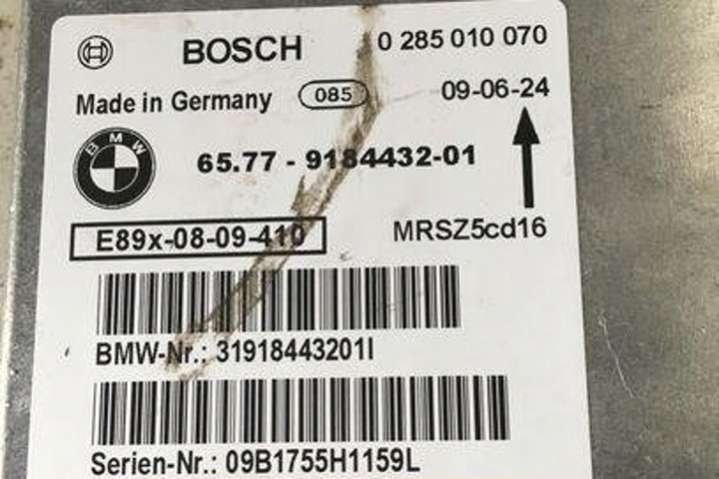 BOSCH 0 285 010 070
Made in Germany 085 09-06-24
BMW 65.77 - 9184432-01
E89x-08-09-410 MRSZ5cd16
BMW-Nr.: 31918443201I
Serien-Nr.: 09B1755H1159L